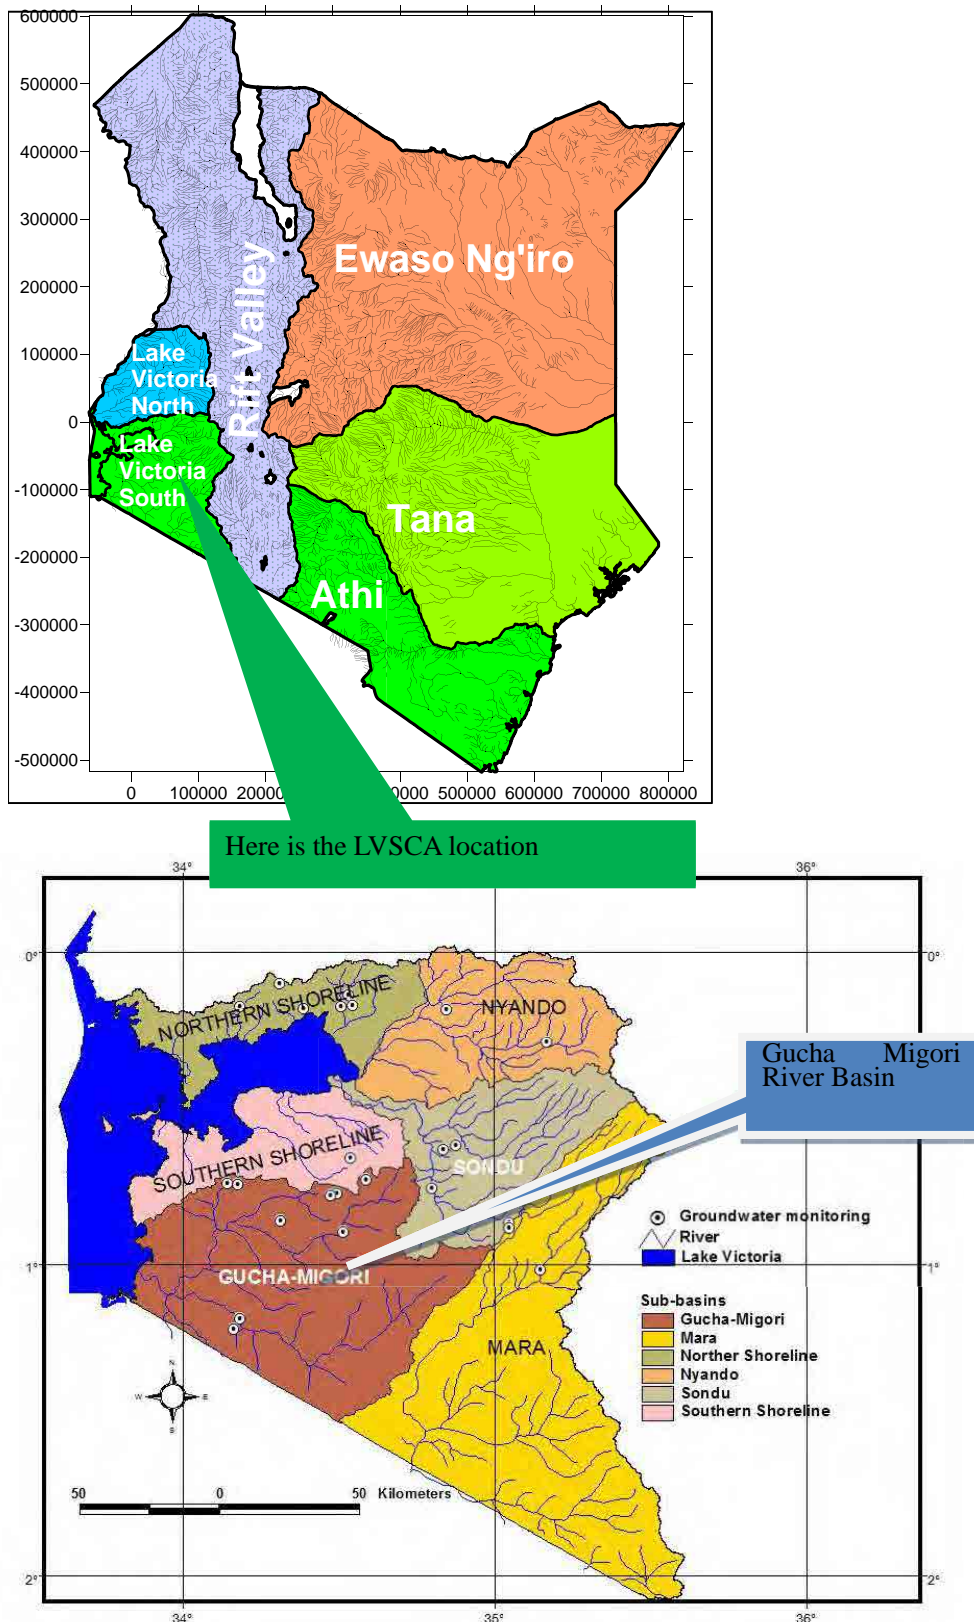 600000
500000
400000
300000
200000
100000
0
-100000
-200000
-300000
-400000
-500000
0
100000
20000
00000
500000
600000
700000
800000
Ewaso Ng'iro
Rift Valley
Lake
Victoria
North
Lake
Victoria
South
Tana
Athi
Here is the LVSCA location
34°
36°
0°
0°
NORTHERN SHORELINE
NYANDO
Gucha Migori
River Basin
SOUTHERN SHORELINE
SONDU
Groundwater monitoring
River
Lake Victoria
1°
1°
GUCHA-MIGORI
Sub-basins
Gucha-Migori
Mara
Norther Shoreline
Nyando
Sondu
Southern Shoreline
MARA
N
W
E
S
50
0
50 Kilometers
2°
2°
34°
35°
36°